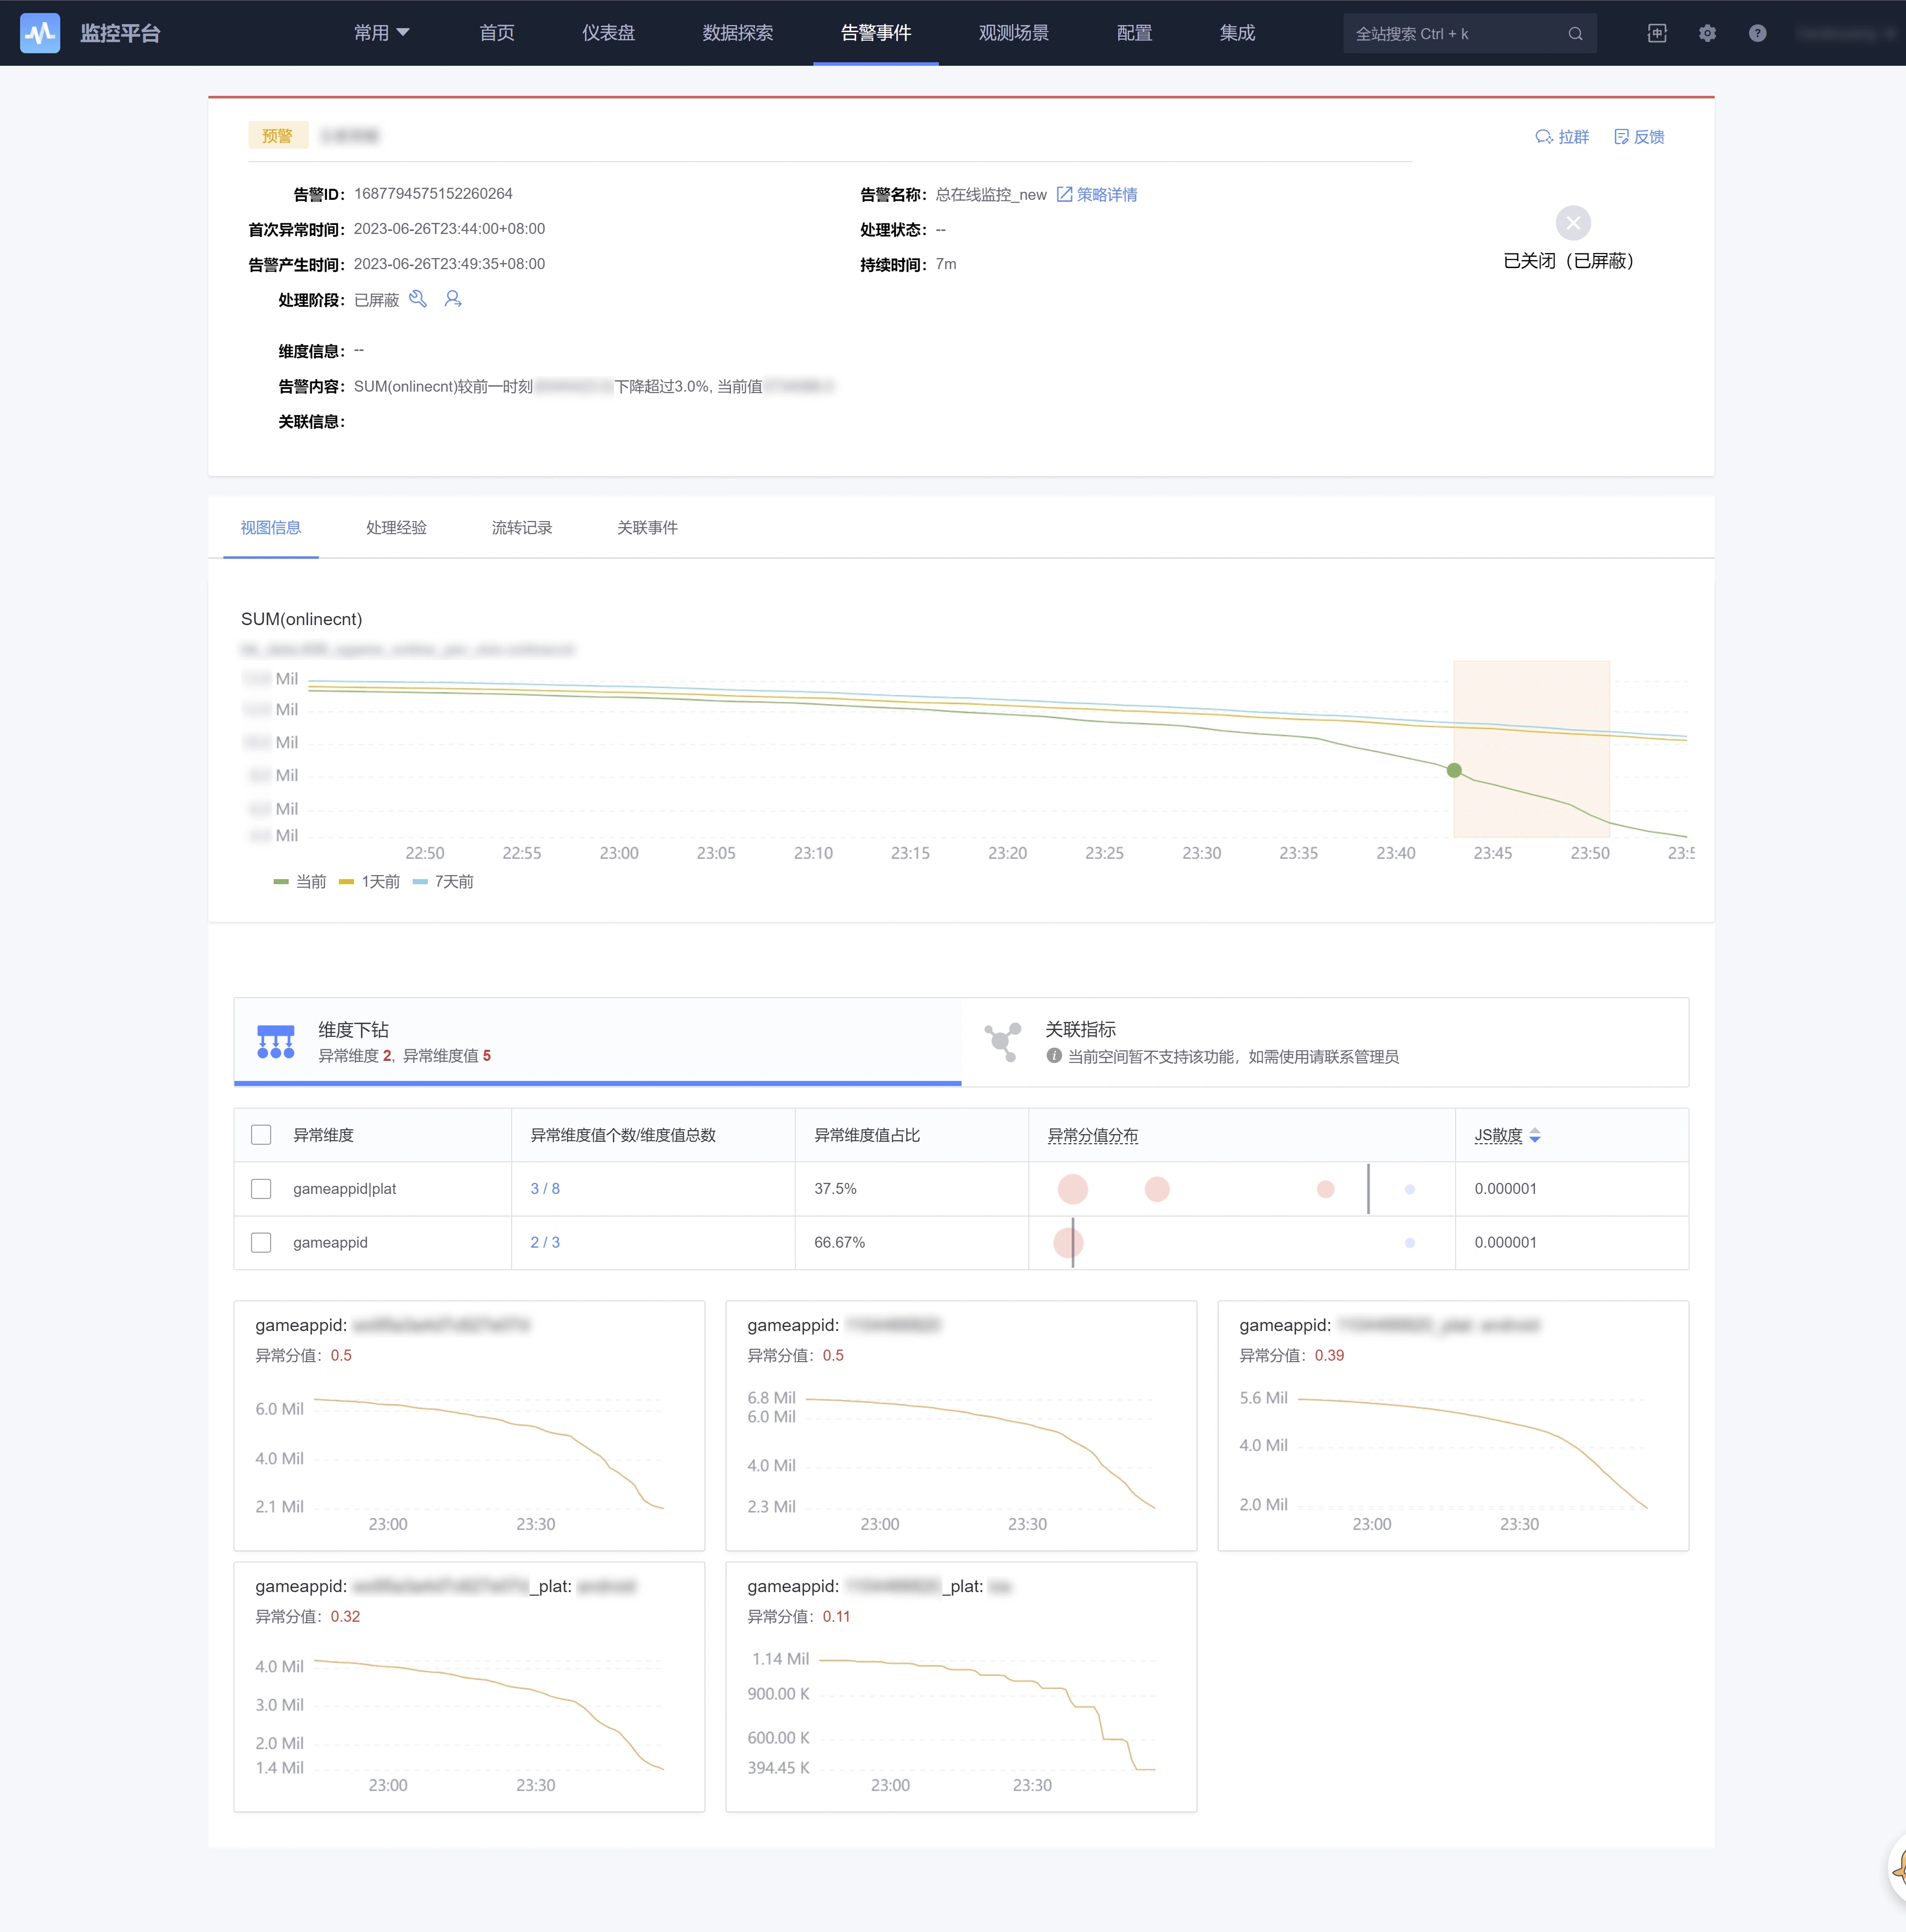 监控平台
常用
首页
仪表盘
数据探索
告警事件
观测场景
配置
集成
全站搜索 Ctrl + k
预警
拉群
反馈
告警ID：1687794575152260264
告警名称：总在线监控_new 策略详情
首次异常时间：2023-06-26T23:44:00+08:00
处理状态：--
告警产生时间：2023-06-26T23:49:35+08:00
持续时间：7m
已关闭（已屏蔽）
处理阶段：已屏蔽
维度信息：--
告警内容：SUM(onlinecnt)较前一时刻 下降超过3.0%, 当前值
关联信息：
视图信息
处理经验
流转记录
关联事件
SUM(onlinecnt)
Mil
Mil
Mil
Mil
Mil
Mil
22:50 22:55 23:00 23:05 23:10 23:15 23:20 23:25 23:30 23:35 23:40 23:45 23:50
当前 1天前 7天前
维度下钻
异常维度 2，异常维度值 5
关联指标
当前空间暂不支持该功能，如需使用请联系管理员
异常维度 异常维度值个数/维度值总数 异常维度值占比 异常分值分布 JS散度
gameappid|plat 3 / 8 37.5% 0.000001
gameappid 2 / 3 66.67% 0.000001
gameappid:
异常分值：0.5
6.0 Mil
4.0 Mil
2.1 Mil
23:00 23:30
gameappid:
异常分值：0.5
6.8 Mil
6.0 Mil
4.0 Mil
2.3 Mil
23:00 23:30
gameappid:
异常分值：0.39
5.6 Mil
4.0 Mil
2.0 Mil
23:00 23:30
gameappid: _plat:
异常分值：0.32
4.0 Mil
3.0 Mil
2.0 Mil
1.4 Mil
23:00 23:30
gameappid: _plat:
异常分值：0.11
1.14 Mil
900.00 K
600.00 K
394.45 K
23:00 23:30